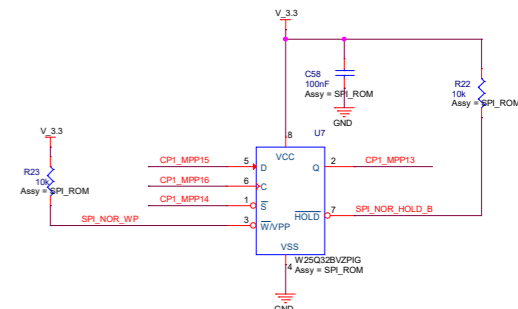 V_3.3
C58
100nF
Assy = SPI_ROM
GND
R22
10k
Assy = SPI_ROM
V_3.3
R23
10k
Assy = SPI_ROM
U7
8
VCC
CP1_MPP15
5
D
Q
2
CP1_MPP13
CP1_MPP16
6
C
CP1_MPP14
1
S
HOLD
7
SPI_NOR_HOLD_B
SPI_NOR_WP
3
W/VPP
VSS
4
W25Q32BVZPIG
Assy = SPI_ROM
GND